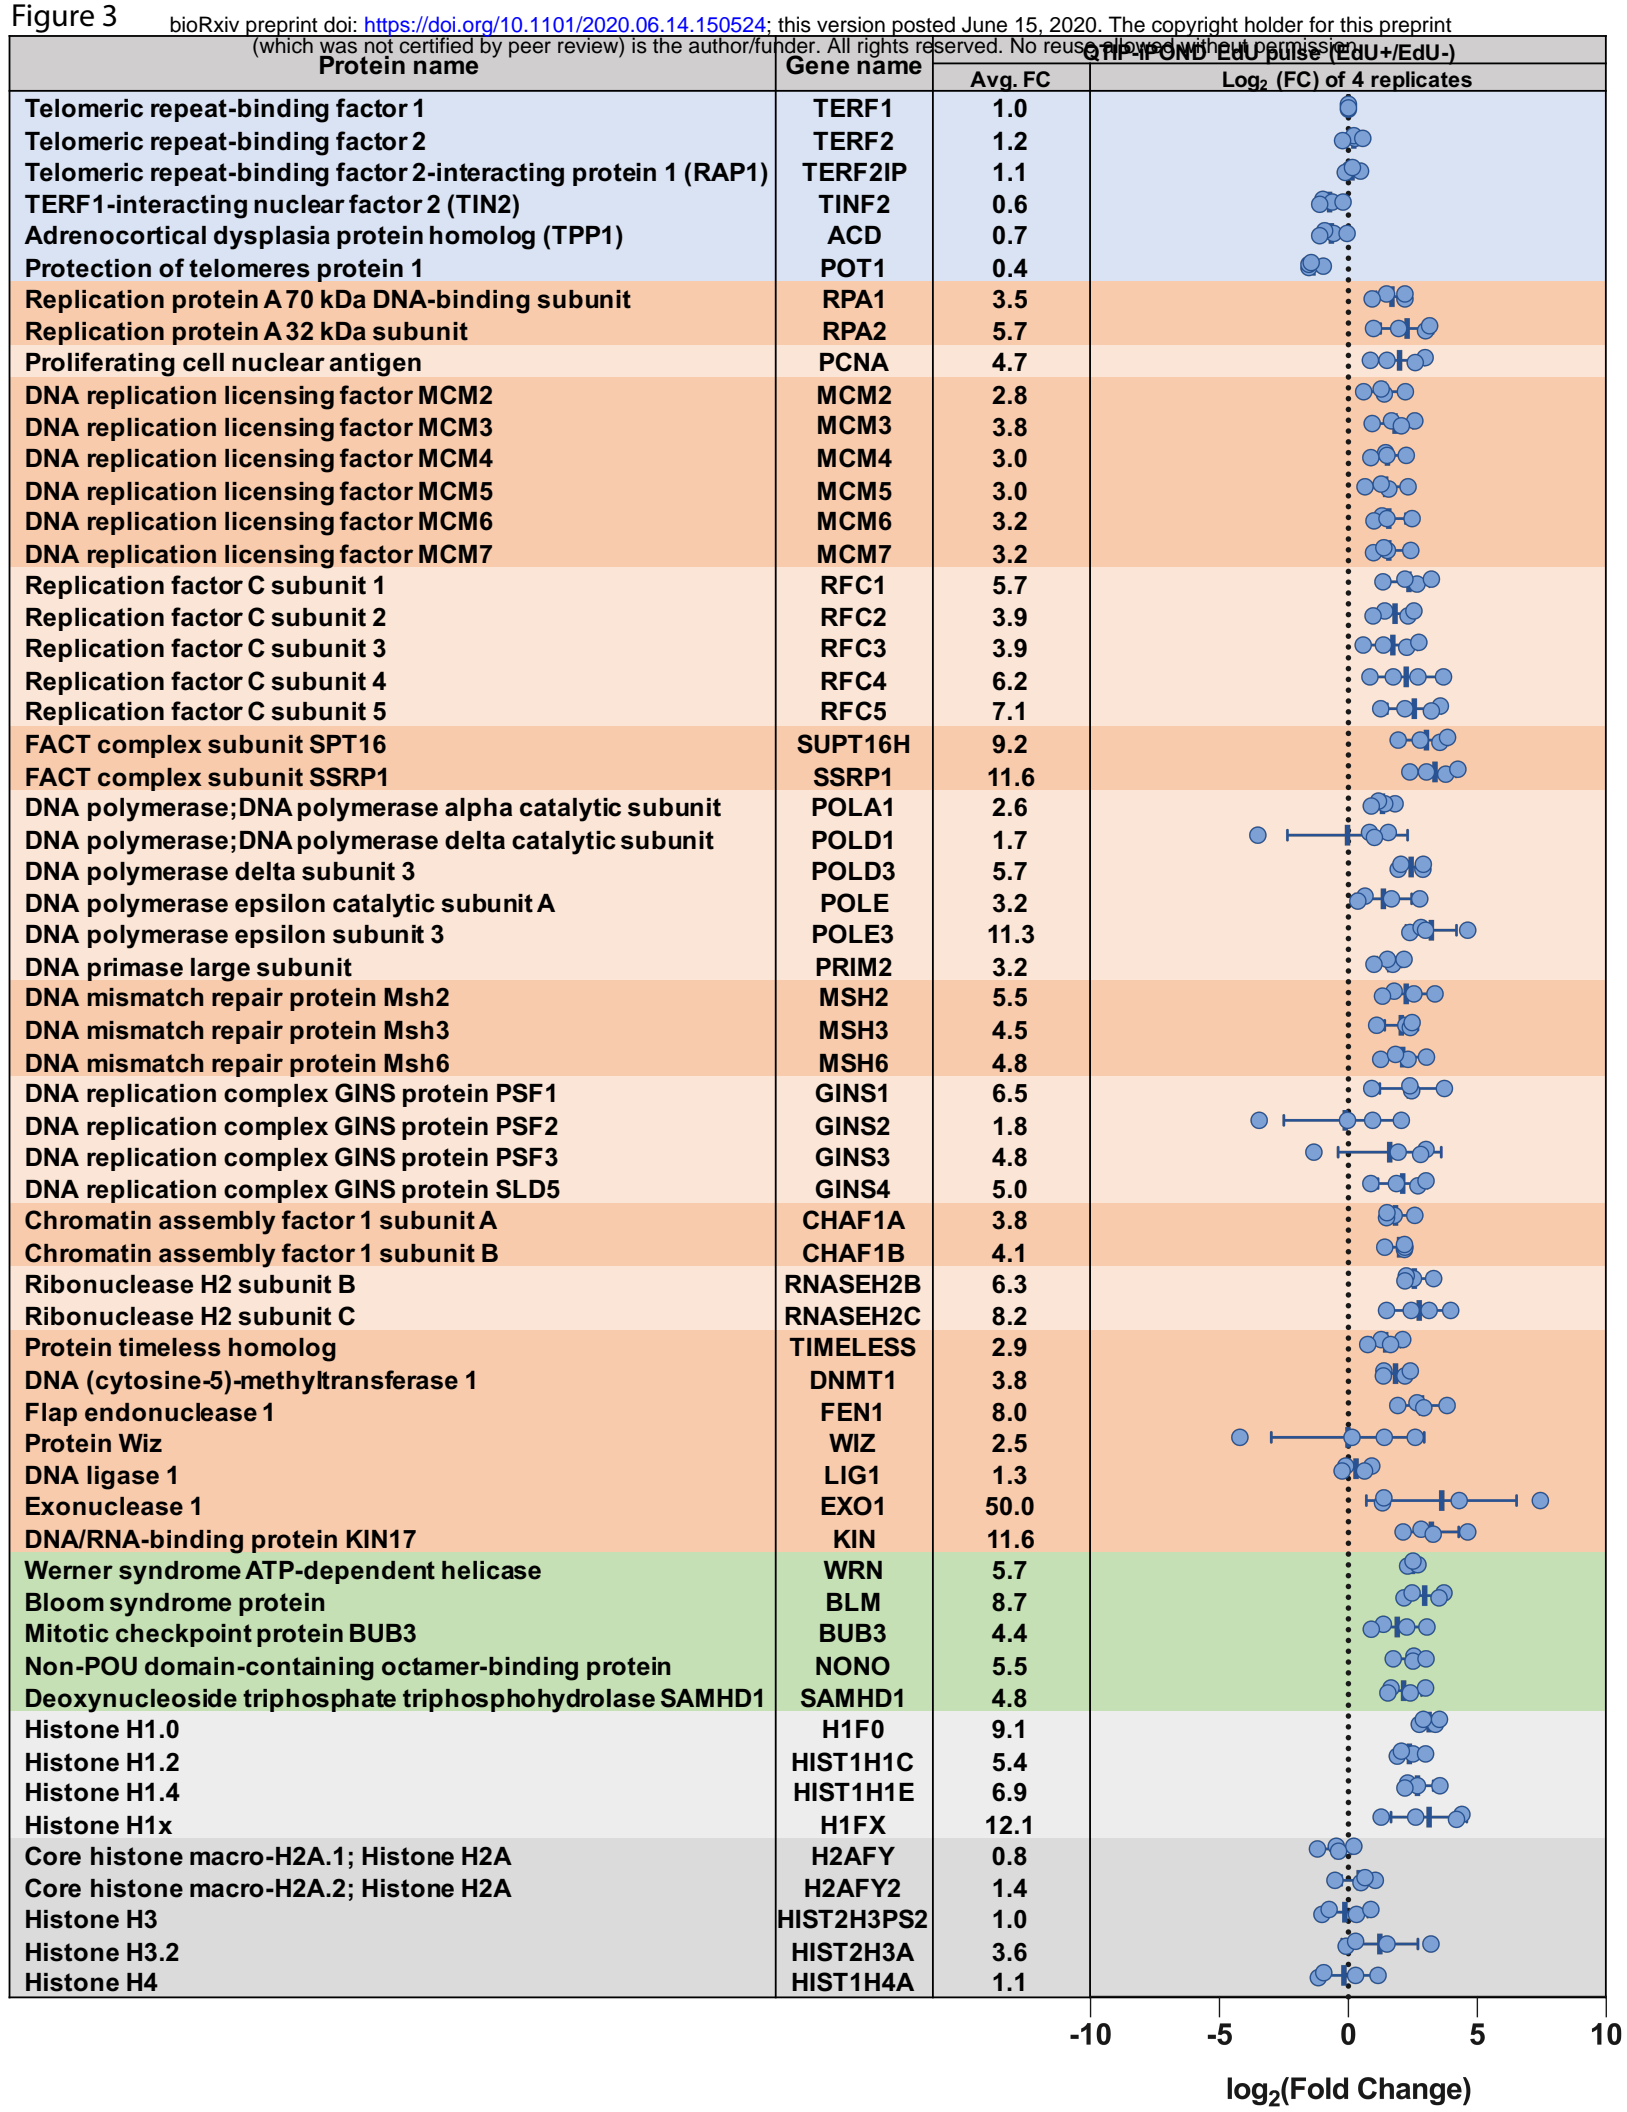 Figure 3
bioRxiv preprint doi: https://doi.org/10.1101/2020.06.14.150524; this version posted June 15, 2020. The copyright holder for this preprint
(which was not certified by peer review) is the author/funder. All rights reserved. No reuse allowed without permission.
Protein name Gene name QTIP-iPOND EdU pulse (EdU+/EdU-)
Avg. FC Log2 (FC) of 4 replicates
Telomeric repeat-binding factor 1 TERF1 1.0
Telomeric repeat-binding factor 2 TERF2 1.2
Telomeric repeat-binding factor 2-interacting protein 1 (RAP1) TERF2IP 1.1
TERF1-interacting nuclear factor 2 (TIN2) TINF2 0.6
Adrenocortical dysplasia protein homolog (TPP1) ACD 0.7
Protection of telomeres protein 1 POT1 0.4
Replication protein A 70 kDa DNA-binding subunit RPA1 3.5
Replication protein A 32 kDa subunit RPA2 5.7
Proliferating cell nuclear antigen PCNA 4.7
DNA replication licensing factor MCM2 MCM2 2.8
DNA replication licensing factor MCM3 MCM3 3.8
DNA replication licensing factor MCM4 MCM4 3.0
DNA replication licensing factor MCM5 MCM5 3.0
DNA replication licensing factor MCM6 MCM6 3.2
DNA replication licensing factor MCM7 MCM7 3.2
Replication factor C subunit 1 RFC1 5.7
Replication factor C subunit 2 RFC2 3.9
Replication factor C subunit 3 RFC3 3.9
Replication factor C subunit 4 RFC4 6.2
Replication factor C subunit 5 RFC5 7.1
FACT complex subunit SPT16 SUPT16H 9.2
FACT complex subunit SSRP1 SSRP1 11.6
DNA polymerase;DNA polymerase alpha catalytic subunit POLA1 2.6
DNA polymerase;DNA polymerase delta catalytic subunit POLD1 1.7
DNA polymerase delta subunit 3 POLD3 5.7
DNA polymerase epsilon catalytic subunit A POLE 3.2
DNA polymerase epsilon subunit 3 POLE3 11.3
DNA primase large subunit PRIM2 3.2
DNA mismatch repair protein Msh2 MSH2 5.5
DNA mismatch repair protein Msh3 MSH3 4.5
DNA mismatch repair protein Msh6 MSH6 4.8
DNA replication complex GINS protein PSF1 GINS1 6.5
DNA replication complex GINS protein PSF2 GINS2 1.8
DNA replication complex GINS protein PSF3 GINS3 4.8
DNA replication complex GINS protein SLD5 GINS4 5.0
Chromatin assembly factor 1 subunit A CHAF1A 3.8
Chromatin assembly factor 1 subunit B CHAF1B 4.1
Ribonuclease H2 subunit B RNASEH2B 6.3
Ribonuclease H2 subunit C RNASEH2C 8.2
Protein timeless homolog TIMELESS 2.9
DNA (cytosine-5)-methyltransferase 1 DNMT1 3.8
Flap endonuclease 1 FEN1 8.0
Protein Wiz WIZ 2.5
DNA ligase 1 LIG1 1.3
Exonuclease 1 EXO1 50.0
DNA/RNA-binding protein KIN17 KIN 11.6
Werner syndrome ATP-dependent helicase WRN 5.7
Bloom syndrome protein BLM 8.7
Mitotic checkpoint protein BUB3 BUB3 4.4
Non-POU domain-containing octamer-binding protein NONO 5.5
Deoxynucleoside triphosphate triphosphohydrolase SAMHD1 SAMHD1 4.8
Histone H1.0 H1F0 9.1
Histone H1.2 HIST1H1C 5.4
Histone H1.4 HIST1H1E 6.9
Histone H1x H1FX 12.1
Core histone macro-H2A.1; Histone H2A H2AFY 0.8
Core histone macro-H2A.2; Histone H2A H2AFY2 1.4
Histone H3 HIST2H3PS2 1.0
Histone H3.2 HIST2H3A 3.6
Histone H4 HIST1H4A 1.1
-10 -5 0 5 10
log2(Fold Change)